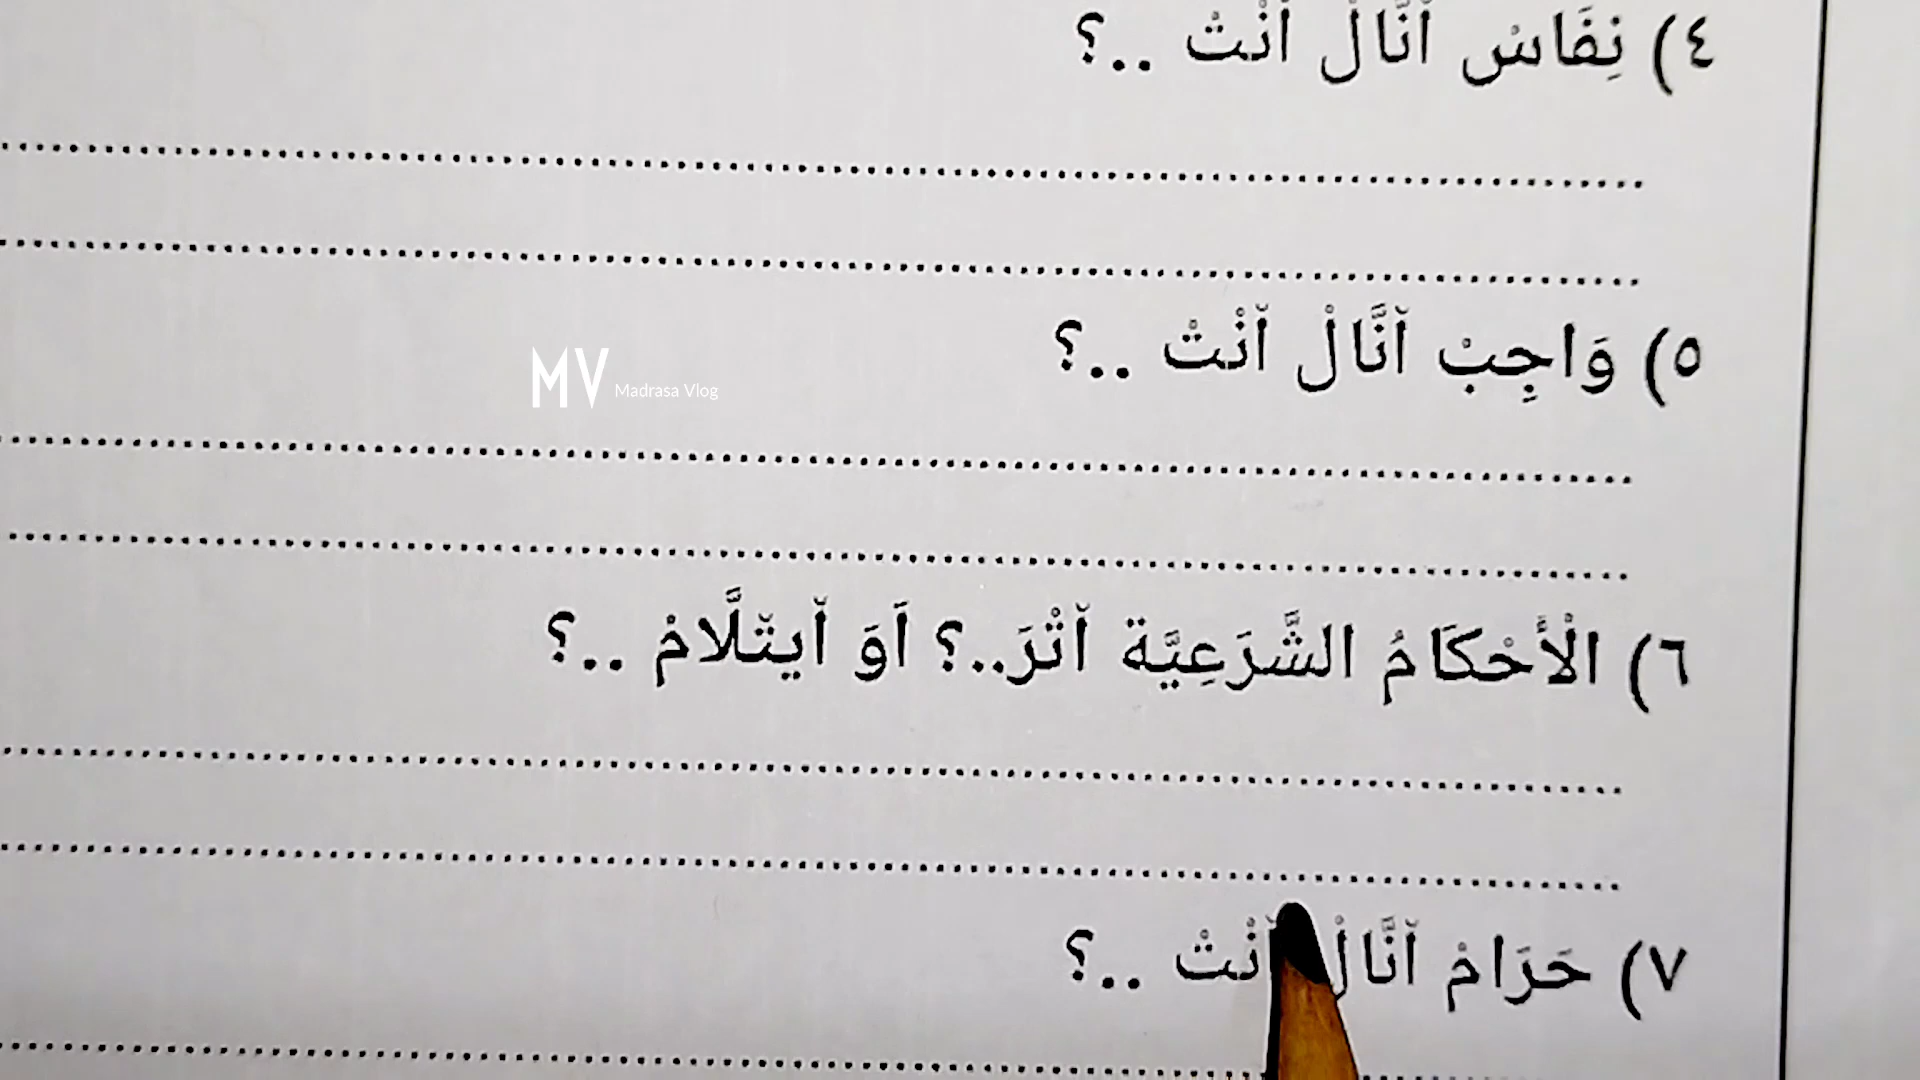 ٤) نِفَاسْ اٚنَّالْ اٚنْتْ ..؟
٥) وَاجِبْ اٚنَّالْ اٚنْتْ ..؟
MV Madrasa Vlog
٦) الْأَحْكَامُ الشَّرَعِيَّة اٚتْرَ..؟ اَوَ اٚيتٚلَّامْ ..؟
٧) حَرَامْ اٚنَّالْ اٚنْتْ ..؟